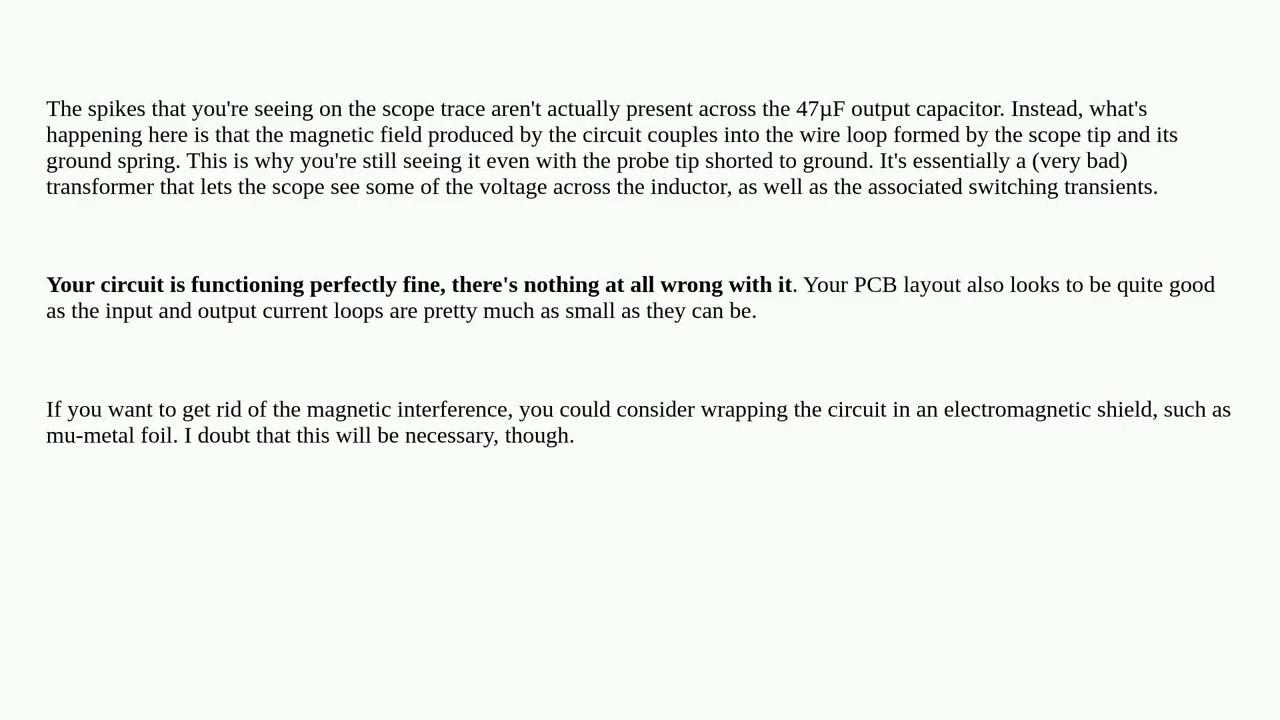 The spikes that you're seeing on the scope trace aren't actually present across the 47µF output capacitor. Instead, what's
happening here is that the magnetic field produced by the circuit couples into the wire loop formed by the scope tip and its
ground spring. This is why you're still seeing it even with the probe tip shorted to ground. It's essentially a (very bad)
transformer that lets the scope see some of the voltage across the inductor, as well as the associated switching transients.
Your circuit is functioning perfectly fine, there's nothing at all wrong with it. Your PCB layout also looks to be quite good
as the input and output current loops are pretty much as small as they can be.
If you want to get rid of the magnetic interference, you could consider wrapping the circuit in an electromagnetic shield, such as
mu-metal foil. I doubt that this will be necessary, though.